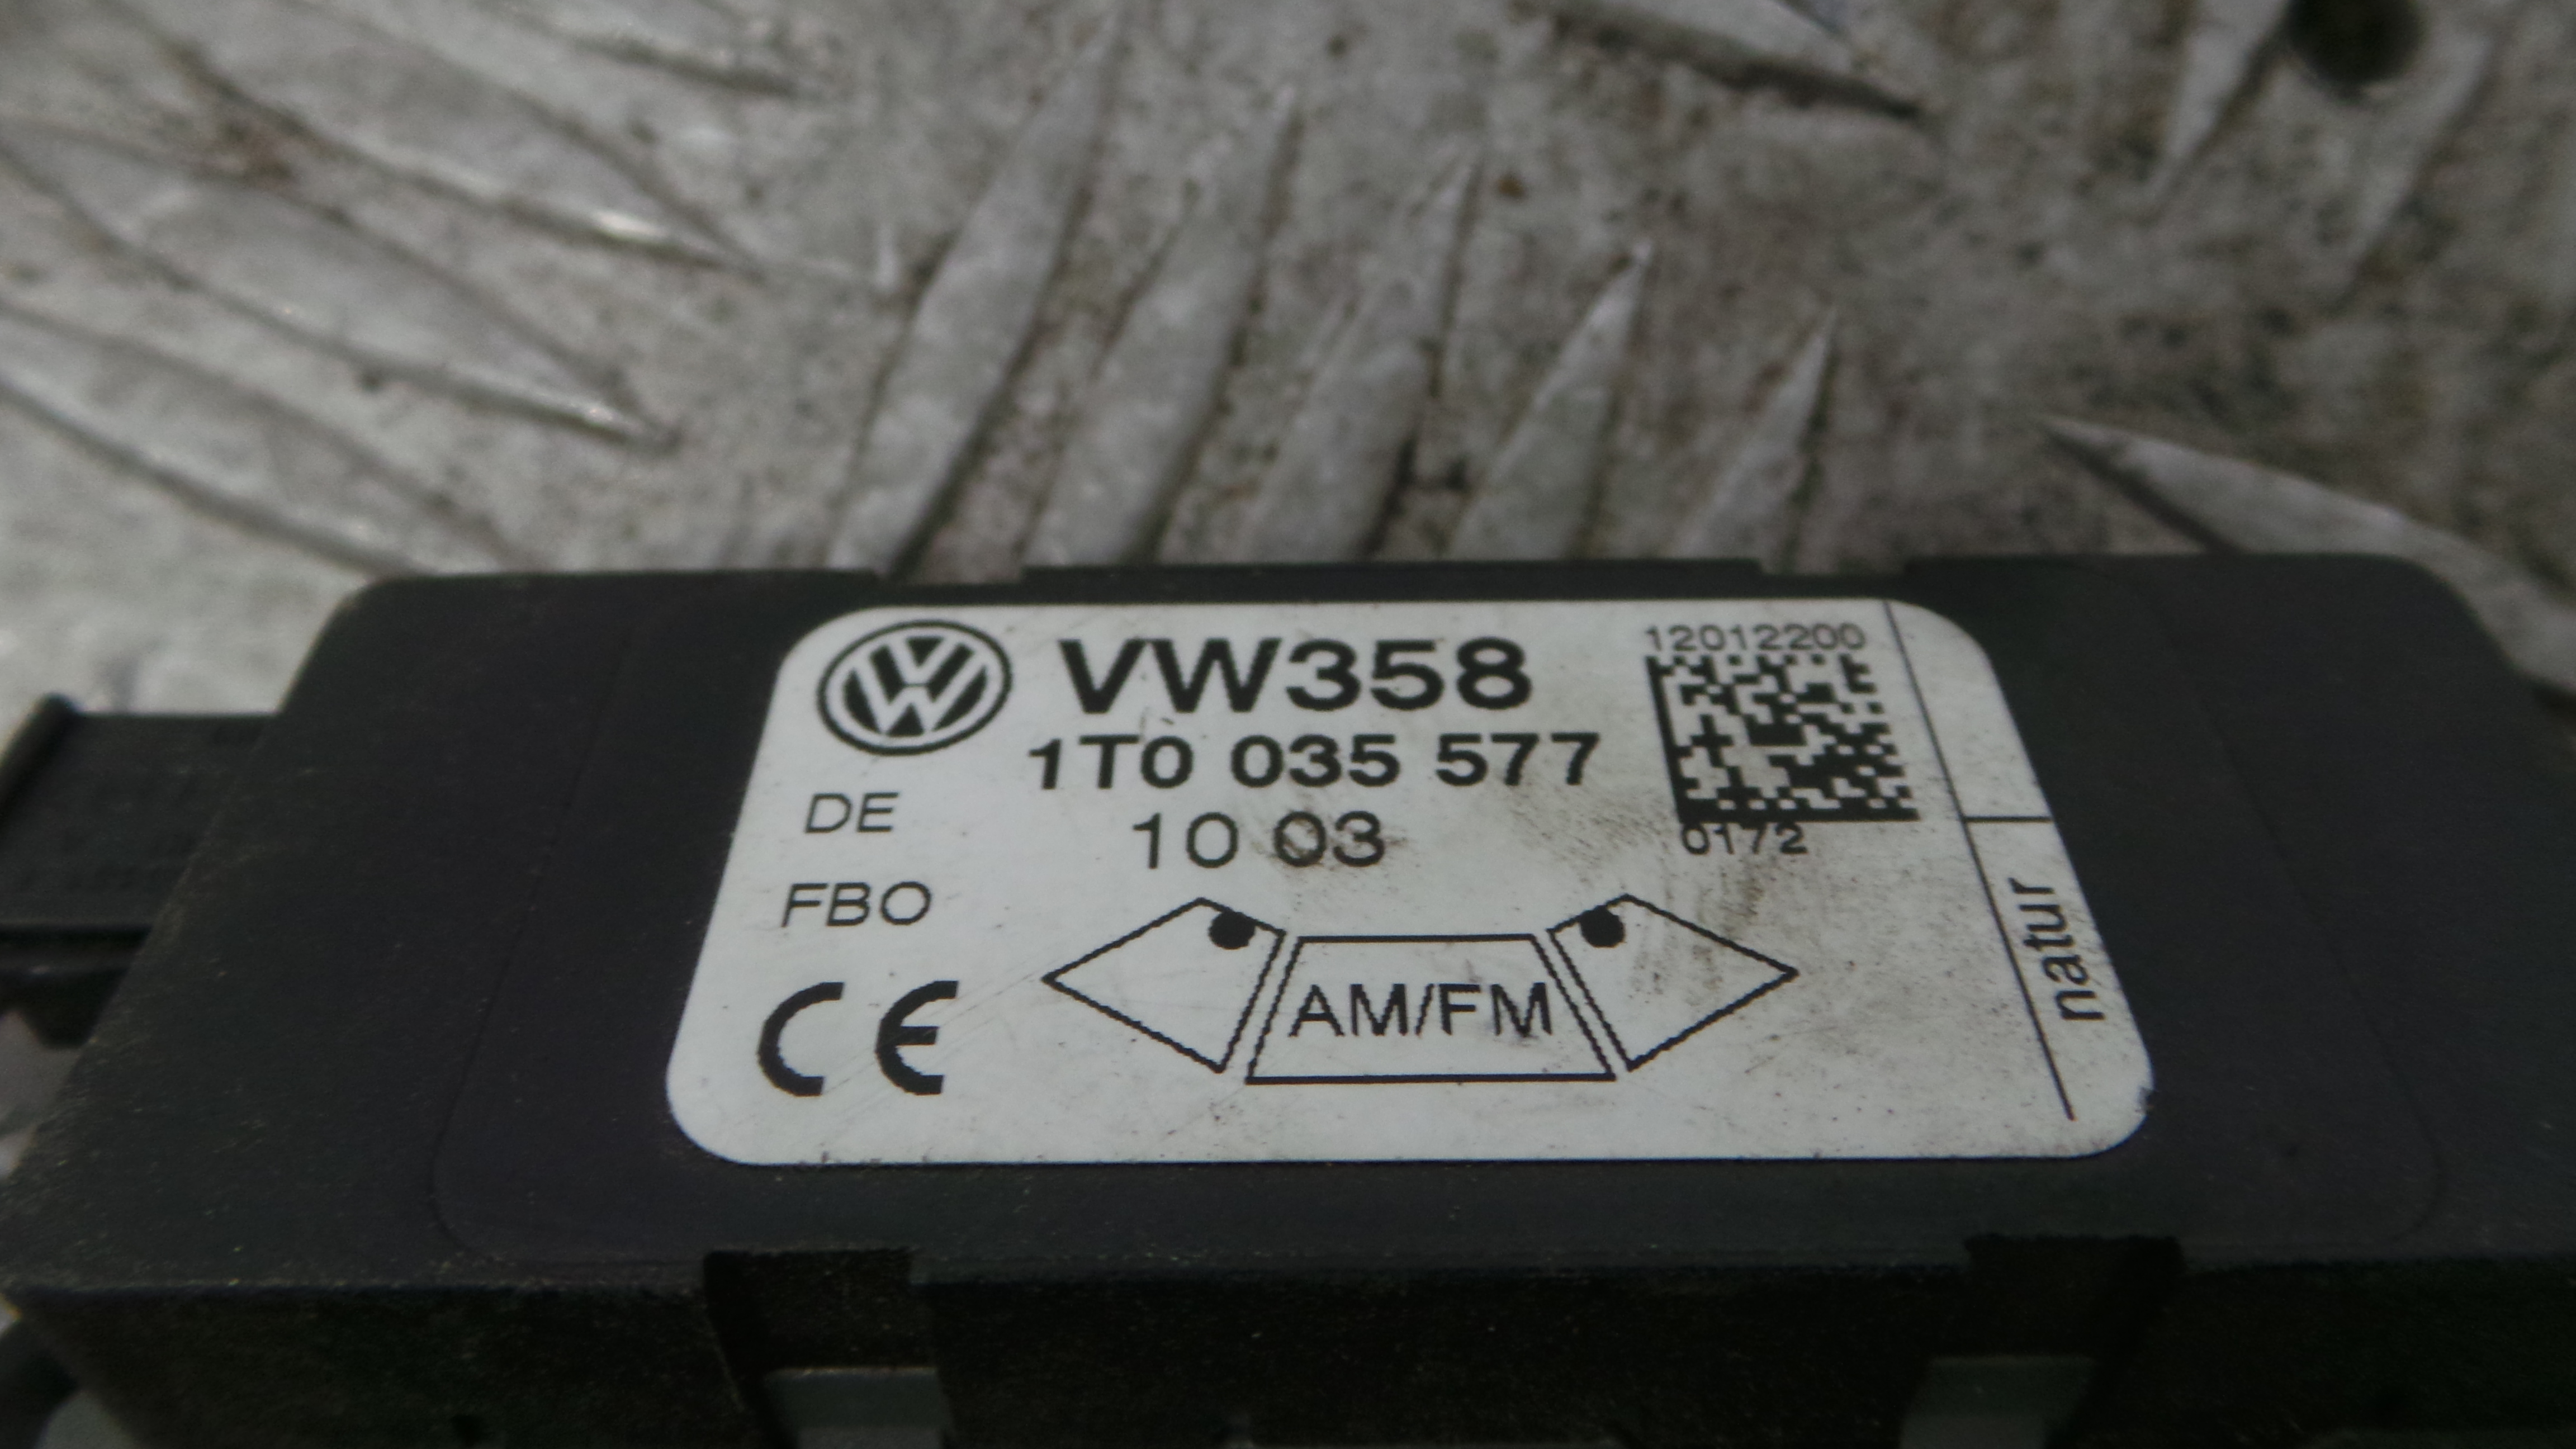 VW358
1T0 035 577
10 03
DE
FBO
CE
AM/FM
12012200
0172
natur